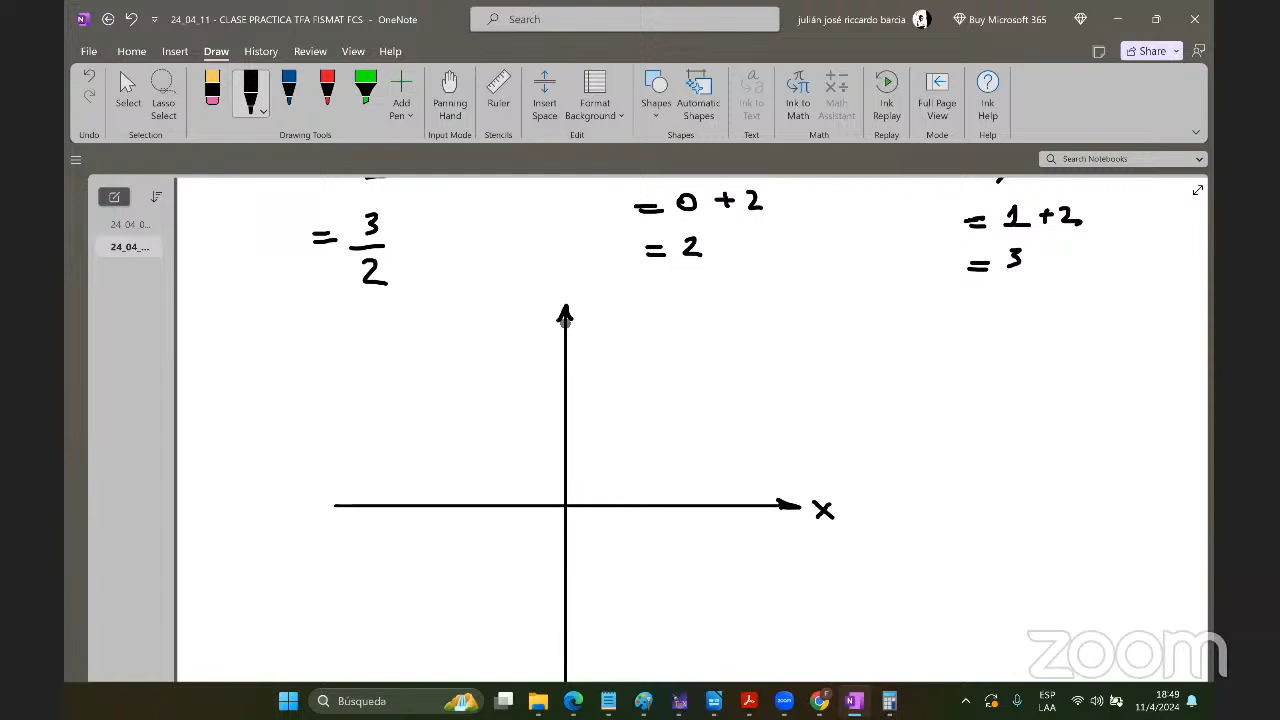 24_04_11 - CLASE PRACTICA TFA FISMAT FCS - OneNote
Search
julián josé riccardo barcia
Buy Microsoft 365
File Home Insert Draw History Review View Help
Share
Undo
Select
Lasso Select
Selection
Add Pen
Drawing Tools
Panning Hand
Input Mode
Ruler
Stencils
Insert Space
Format Background
Edit
Shapes
Automatic Shapes
Shapes
Ink to Text
Text
Ink to Math
Math Assistant
Math
Ink Replay
Replay
Full Page View
Mode
Ink Help
Help
Search Notebooks
24_04_0...
24_04_...
= 3/2
= 0 + 2
= 2
= 1 + 2
= 3
x
zoom
Búsqueda
ESP
LAA
18:49
11/4/2024